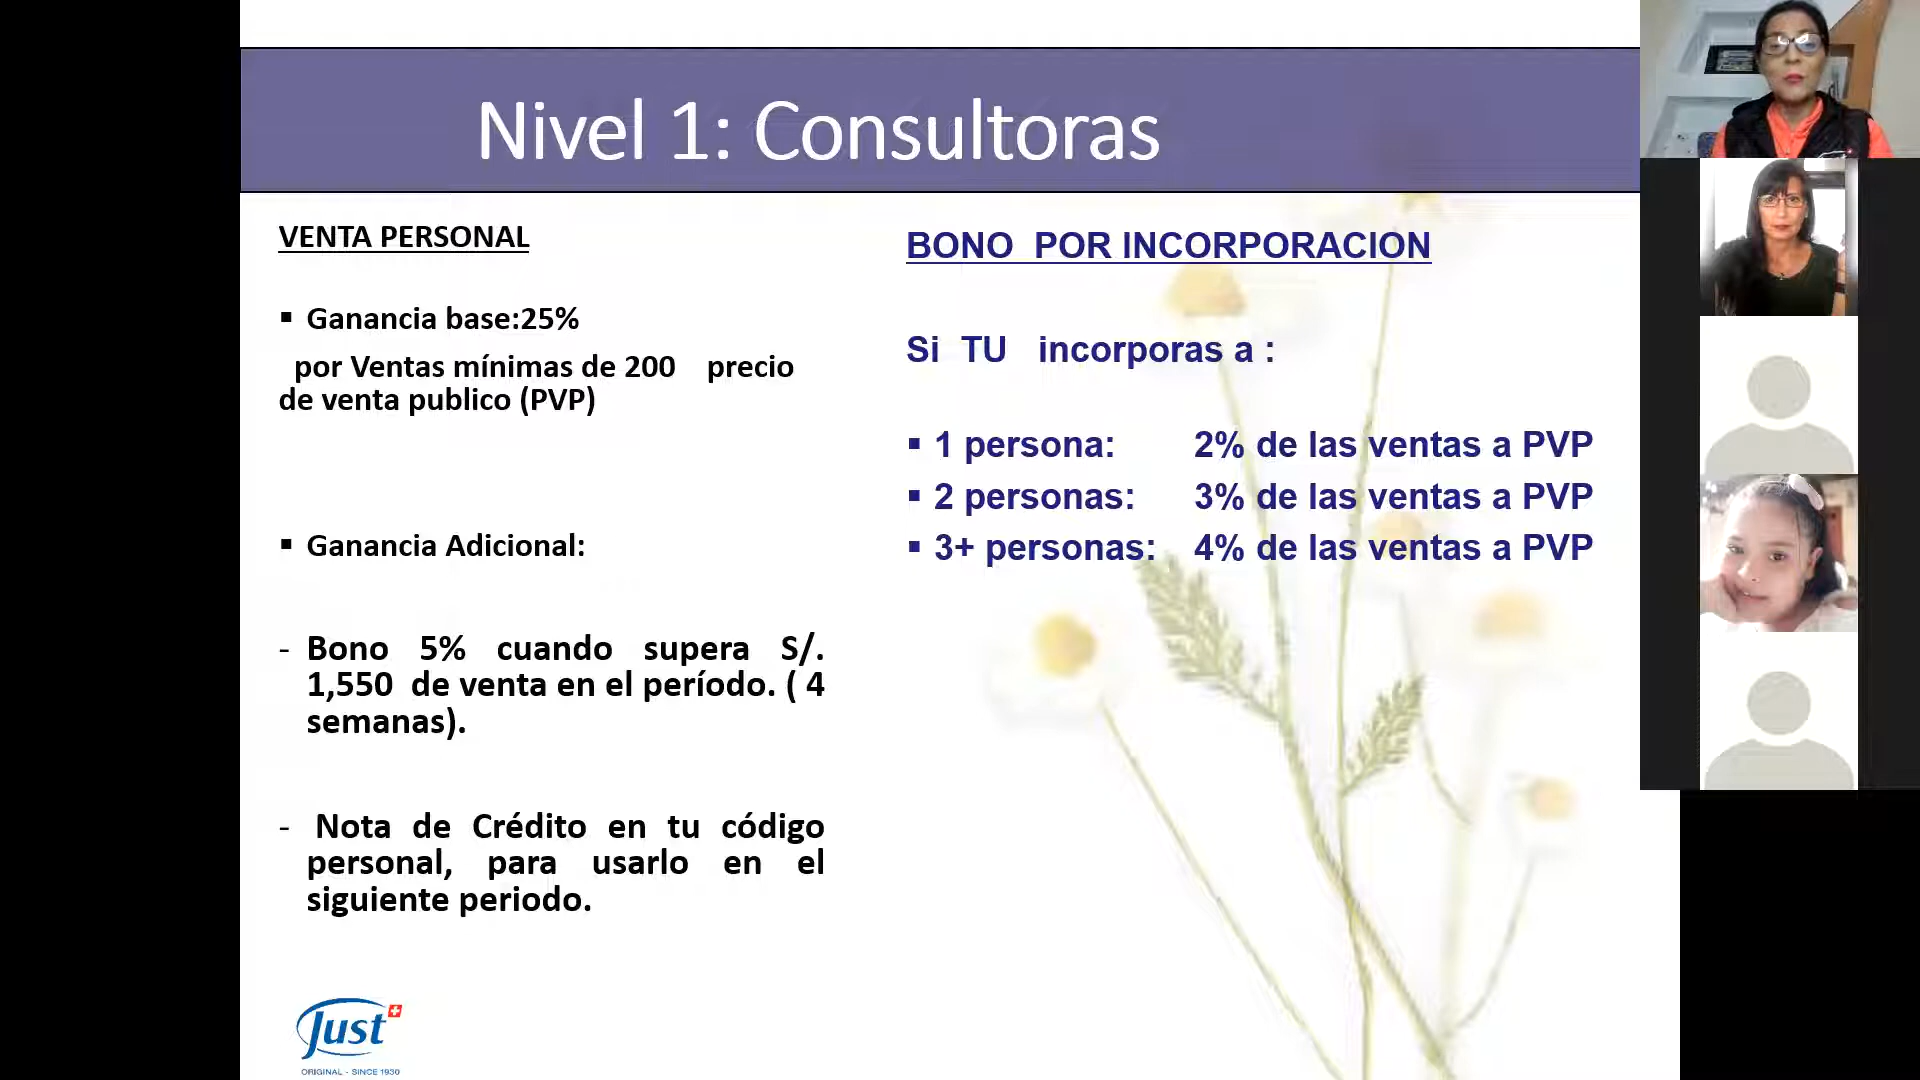 Nivel 1: Consultoras
VENTA PERSONAL
▪ Ganancia base:25%
por Ventas mínimas de 200 precio
de venta publico (PVP)
▪ Ganancia Adicional:
- Bono 5% cuando supera S/.
1,550 de venta en el período. ( 4
semanas).
- Nota de Crédito en tu código
personal, para usarlo en el
siguiente periodo.
BONO POR INCORPORACION
Si TU incorporas a :
▪ 1 persona: 2% de las ventas a PVP
▪ 2 personas: 3% de las ventas a PVP
▪ 3+ personas: 4% de las ventas a PVP
Just
ORIGINAL - SINCE 1930